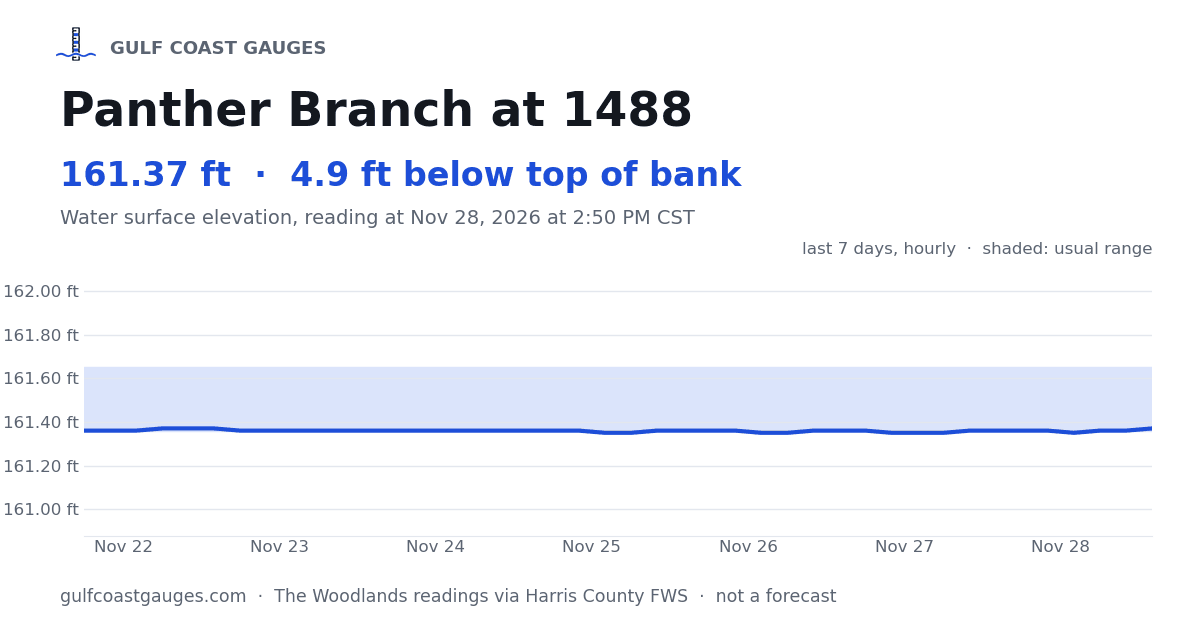 GULF COAST GAUGES
Panther Branch at 1488
161.37 ft · 4.9 ft below top of bank
Water surface elevation, reading at Nov 28, 2026 at 2:50 PM CST
last 7 days, hourly · shaded: usual range
162.00 ft
161.80 ft
161.60 ft
161.40 ft
161.20 ft
161.00 ft
Nov 22 Nov 23 Nov 24 Nov 25 Nov 26 Nov 27 Nov 28
gulfcoastgauges.com · The Woodlands readings via Harris County FWS · not a forecast